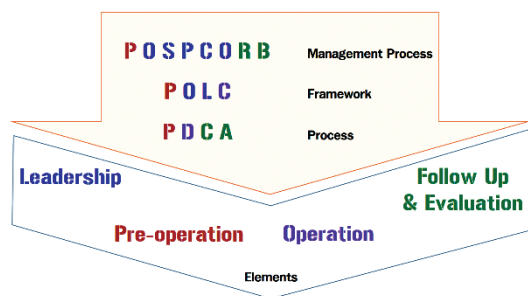 POSPCORB Management Process
POLC Framework
PDCA Process
Leadership
Follow Up
& Evaluation
Pre-operation Operation
Elements